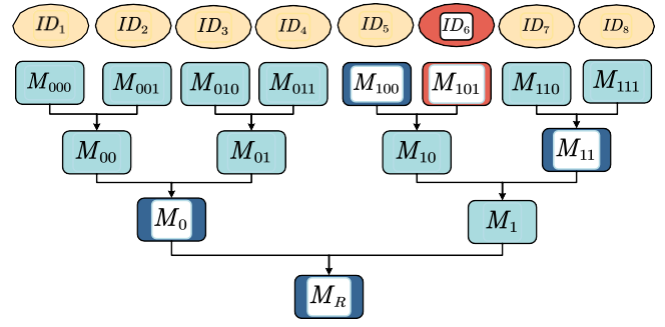 ID₁ ID₂ ID₃ ID₄ ID₅ ID₆ ID₇ ID₈
M₀₀₀ M₀₀₁ M₀₁₀ M₀₁₁ M₁₀₀ M₁₀₁ M₁₁₀ M₁₁₁
M₀₀ M₀₁ M₁₀ M₁₁
M₀ M₁
M_R